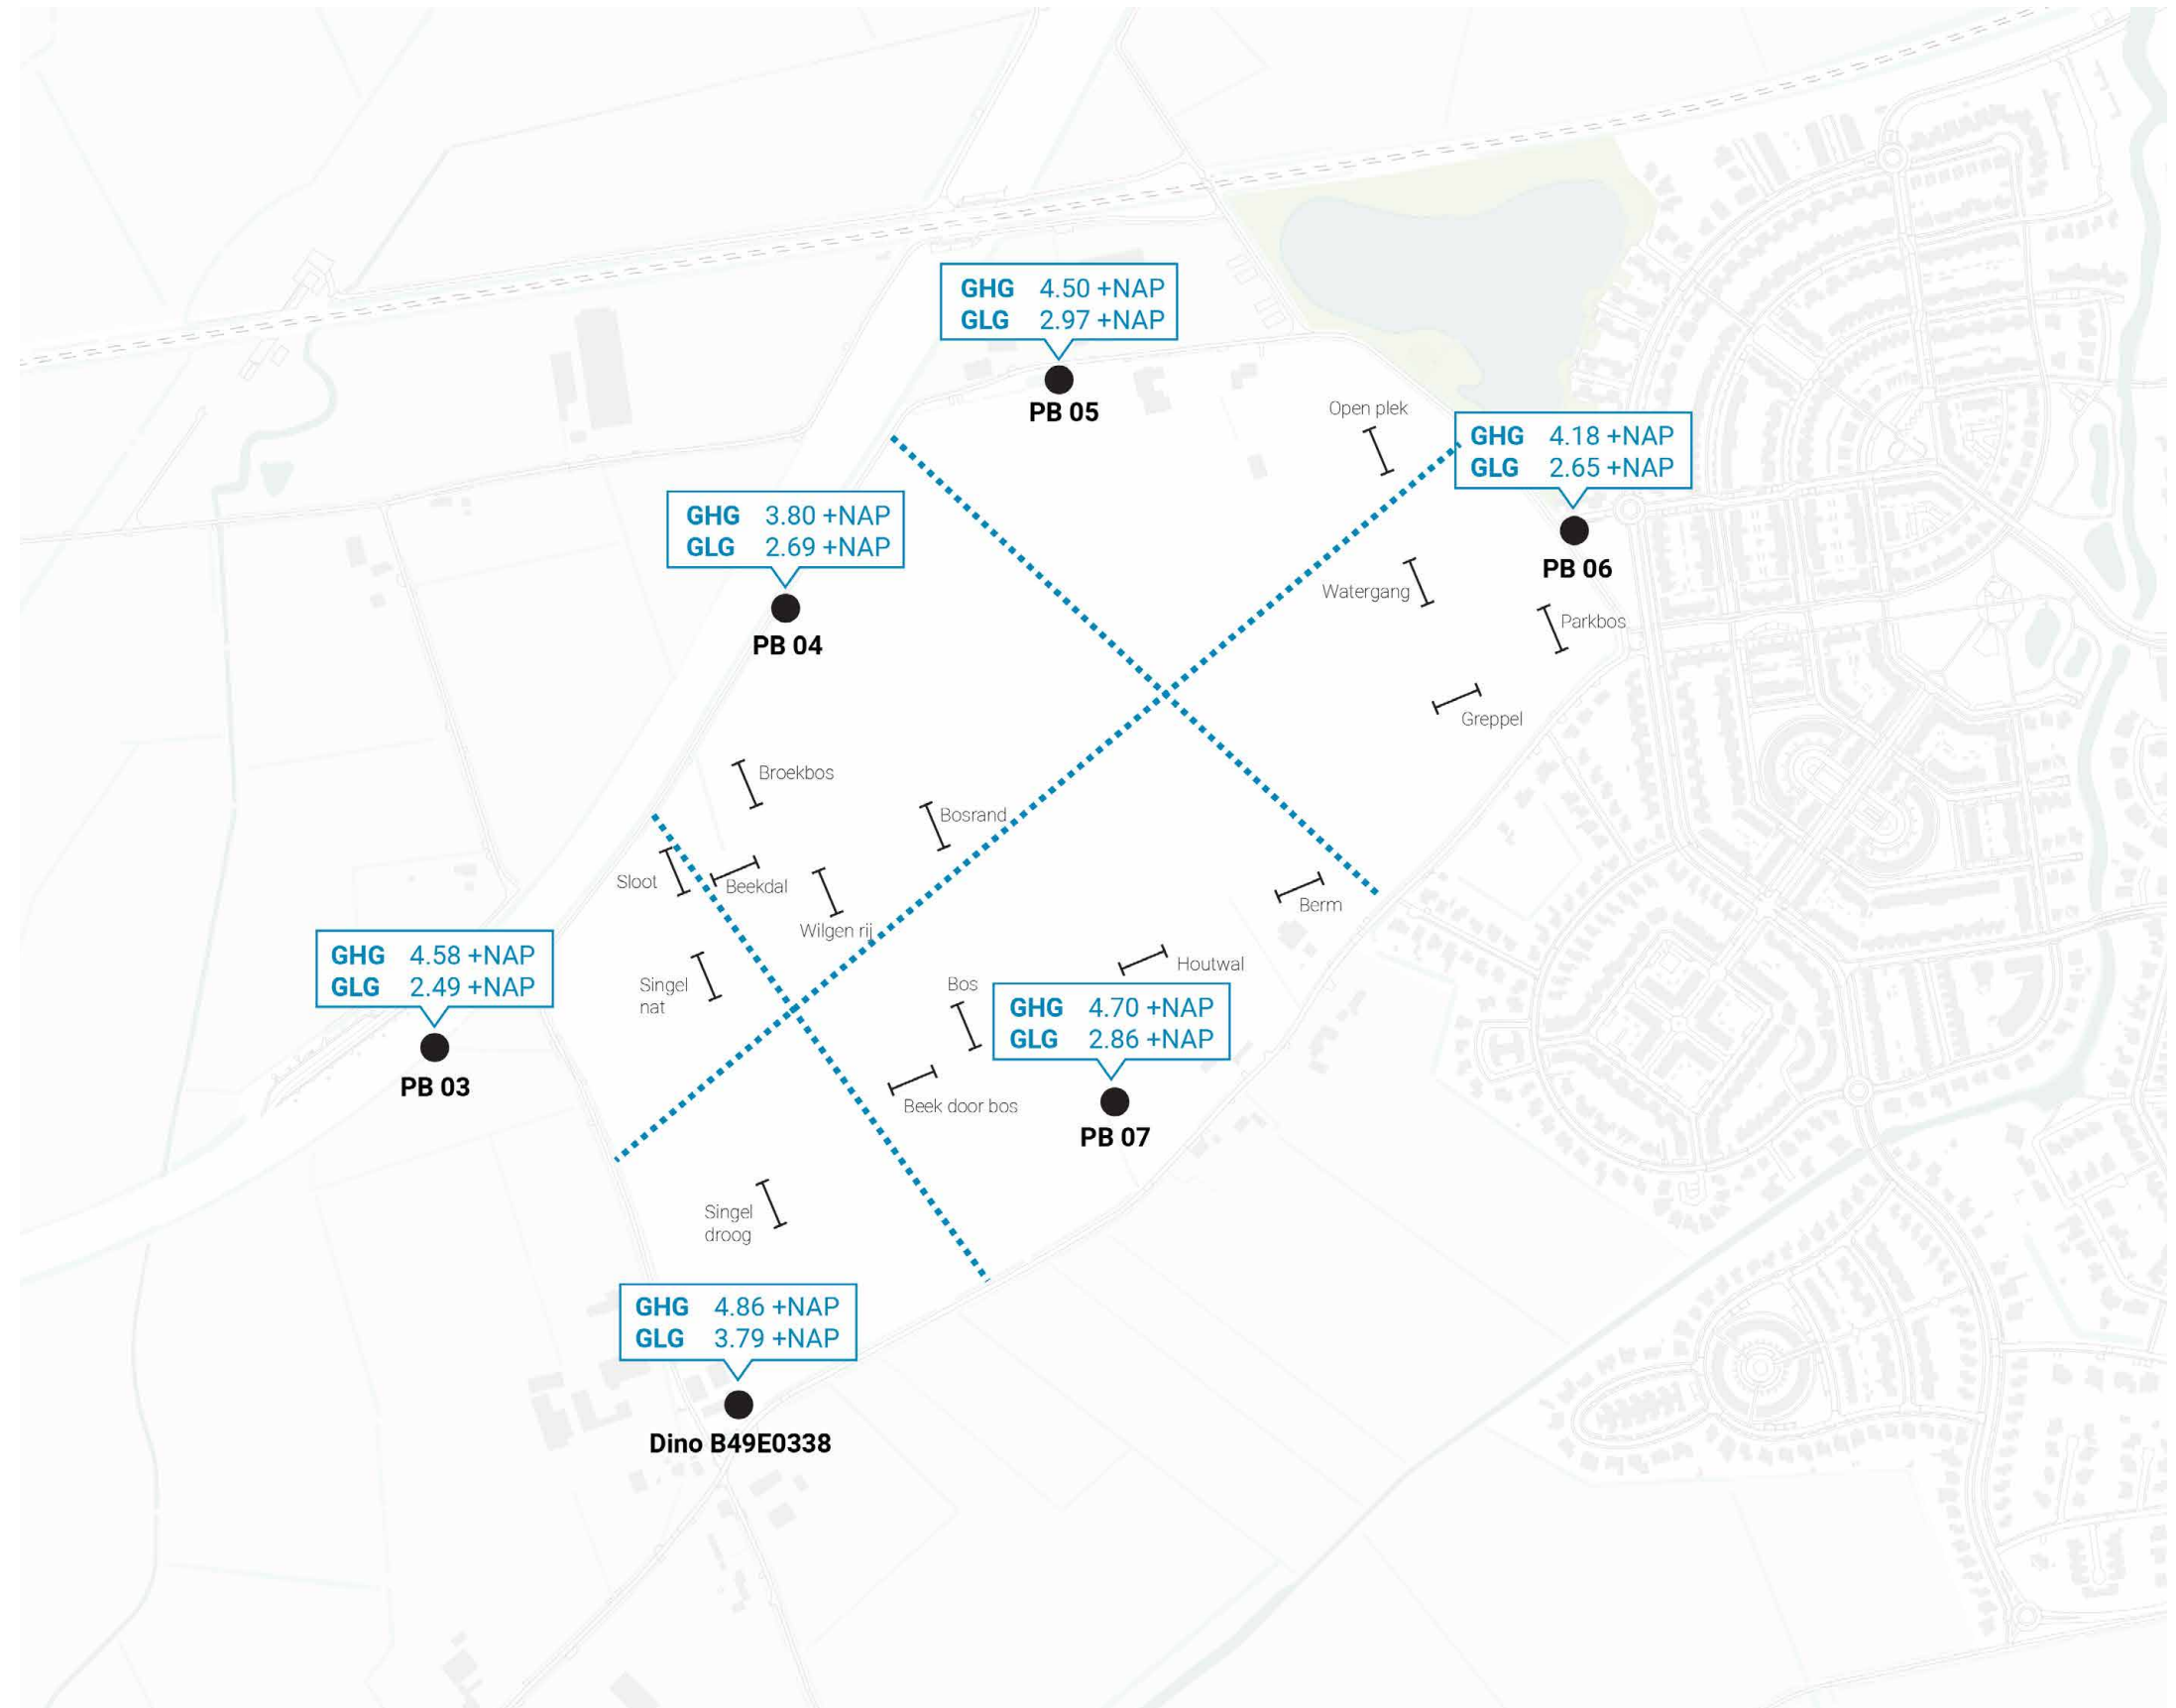 GHG 4.50 +NAP
GLG 2.97 +NAP
PB 05
Open plek
GHG 4.18 +NAP
GLG 2.65 +NAP
PB 06
GHG 3.80 +NAP
GLG 2.69 +NAP
PB 04
Watergang
Parkbos
Greppel
Broekbos
Bosrand
Sloot
Beekdal
Wilgen rij
Berm
GHG 4.58 +NAP
GLG 2.49 +NAP
PB 03
Singel
nat
Houtwal
Bos
GHG 4.70 +NAP
GLG 2.86 +NAP
PB 07
Beek door bos
Singel
droog
GHG 4.86 +NAP
GLG 3.79 +NAP
Dino B49E0338